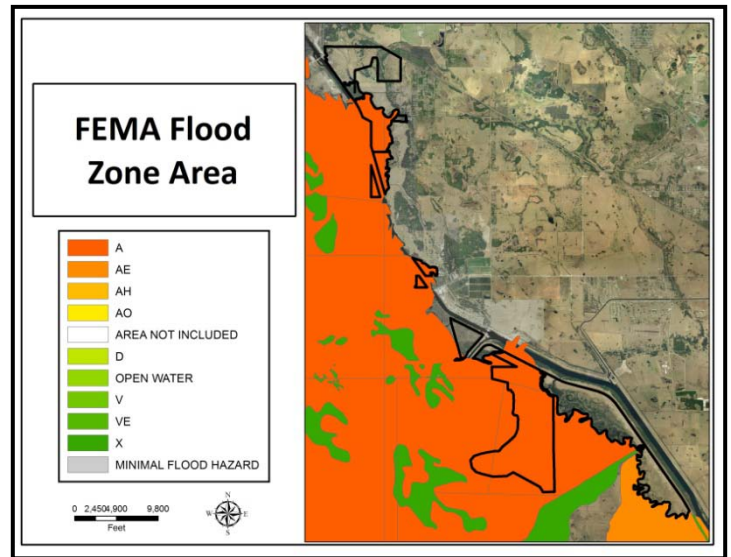 FEMA Flood
Zone Area
A
AE
AH
AO
AREA NOT INCLUDED
D
OPEN WATER
V
VE
X
MINIMAL FLOOD HAZARD
0 2,4504,900 9,800
Feet
N
W E
S